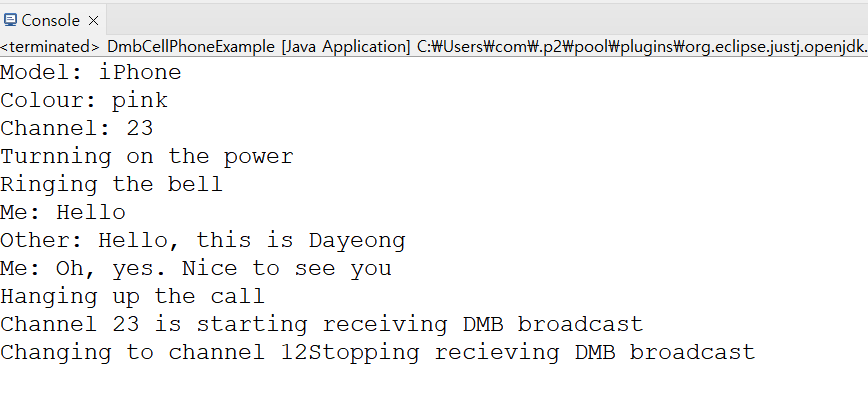 Console
<terminated> DmbCellPhoneExample [Java Application] C:₩Users₩com₩.p2₩pool₩plugins₩org.eclipse.justj.openjdk.
Model: iPhone
Colour: pink
Channel: 23
Turnning on the power
Ringing the bell
Me: Hello
Other: Hello, this is Dayeong
Me: Oh, yes. Nice to see you
Hanging up the call
Channel 23 is starting receiving DMB broadcast
Changing to channel 12Stopping recieving DMB broadcast